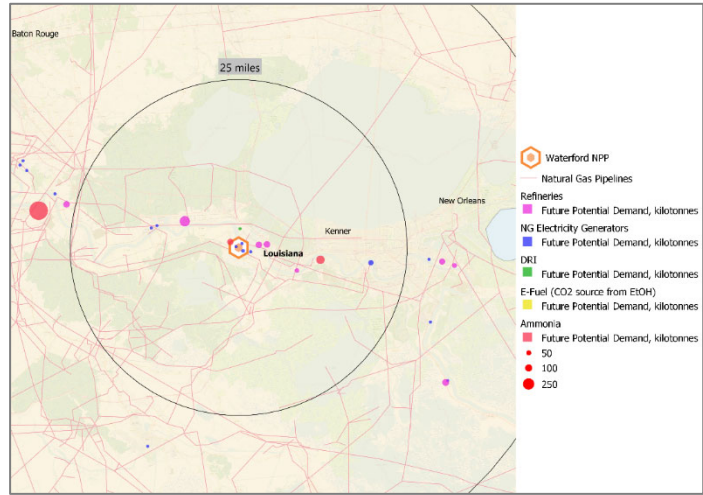 Baton Rouge
25 miles
New Orleans
Kenner
Louisiana
Waterford NPP
Natural Gas Pipelines
Refineries
Future Potential Demand, kilotonnes
NG Electricity Generators
Future Potential Demand, kilotonnes
DRI
Future Potential Demand, kilotonnes
E-Fuel (CO2 source from EtOH)
Future Potential Demand, kilotonnes
Ammonia
Future Potential Demand, kilotonnes
50
100
250